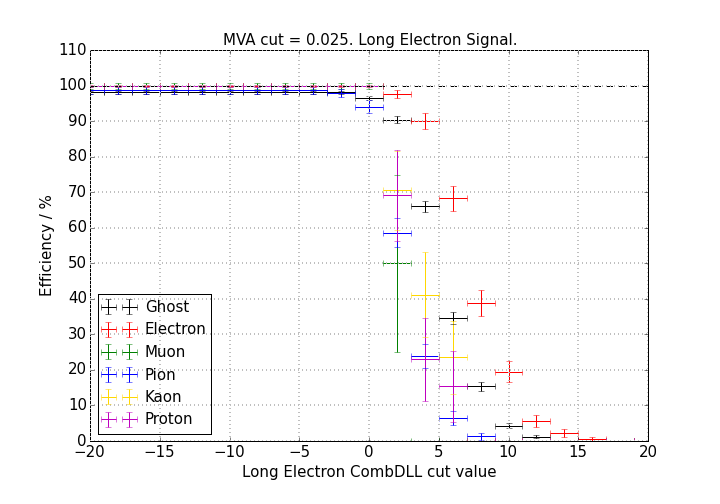 MVA cut = 0.025. Long Electron Signal.
110
100
90
80
70
60
50
40
30
20
10
0
Efficiency / %
Ghost
Electron
Muon
Pion
Kaon
Proton
−20 −15 −10 −5 0 5 10 15 20
Long Electron CombDLL cut value